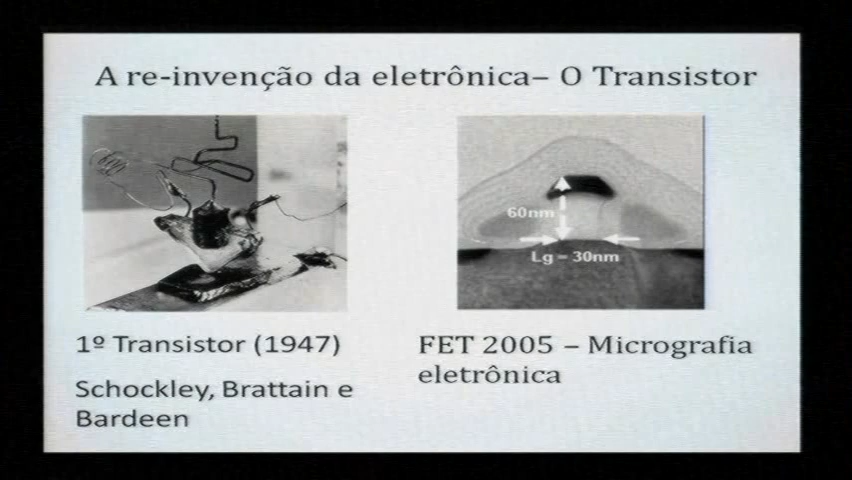 A re-invenção da eletrônica– O Transistor
60nm
Lg = 30nm
1º Transistor (1947)
Schockley, Brattain e
Bardeen
FET 2005 – Micrografia
eletrônica